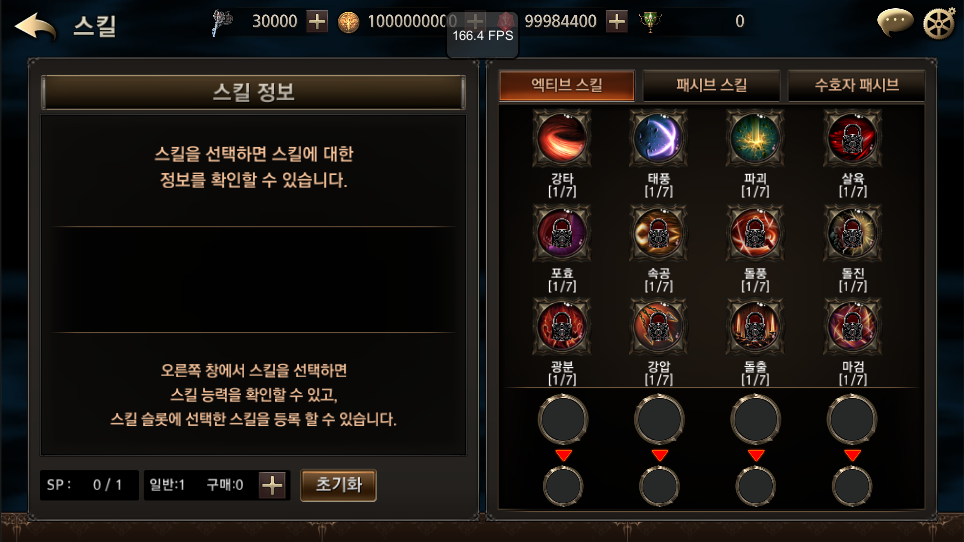 스킬
30000
1000000000
99984400
0
166.4 FPS
스킬 정보
스킬을 선택하면 스킬에 대한
정보를 확인할 수 있습니다.
오른쪽 창에서 스킬을 선택하면
스킬 능력을 확인할 수 있고,
스킬 슬롯에 선택한 스킬을 등록 할 수 있습니다.
SP : 0 / 1
일반:1 구매:0
초기화
엑티브 스킬 패시브 스킬 수호자 패시브
강타 태풍 파괴 살육
[1/7] [1/7] [1/7] [1/7]
포효 속공 돌풍 돌진
[1/7] [1/7] [1/7] [1/7]
광분 강압 돌출 마검
[1/7] [1/7] [1/7] [1/7]